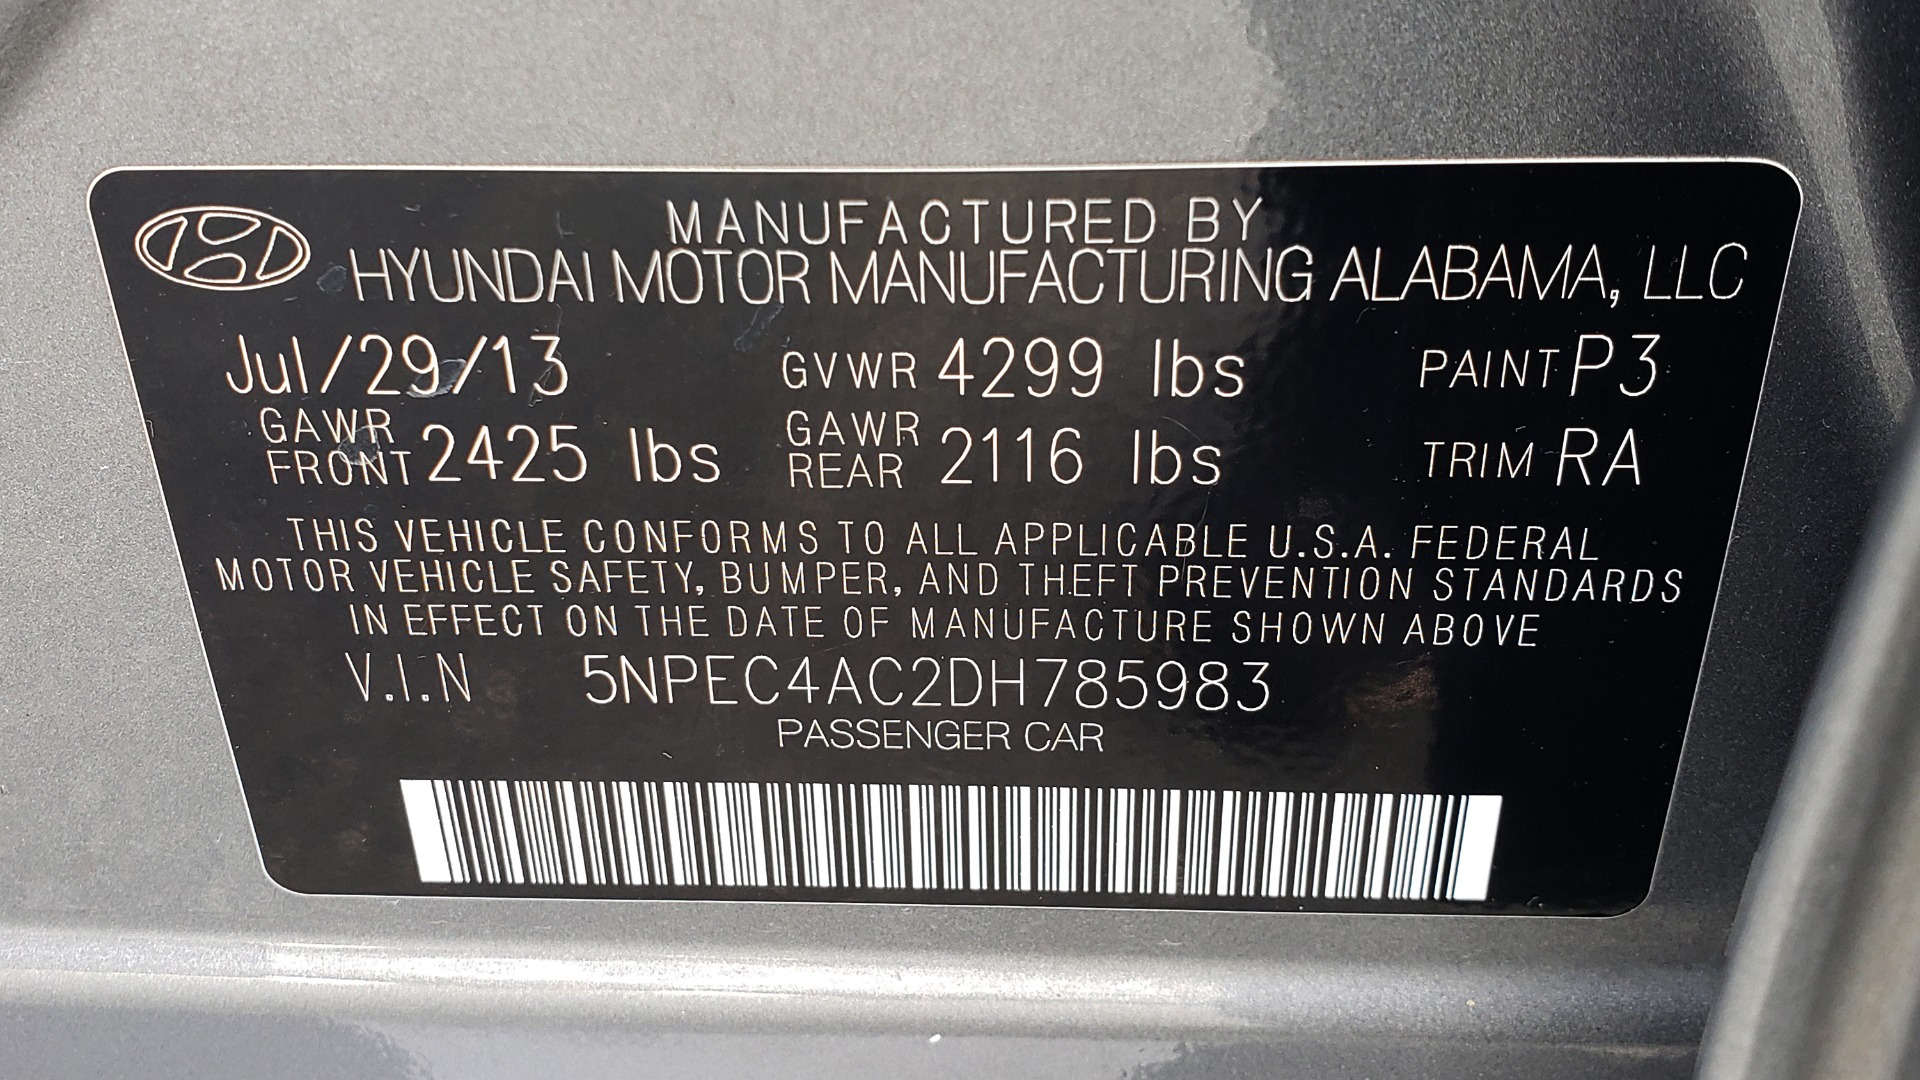 MANUFACTURED BY
HYUNDAI MOTOR MANUFACTURING ALABAMA, LLC
Jul/29/13 GVWR 4299 lbs PAINT P3
GAWR FRONT 2425 lbs GAWR REAR 2116 lbs TRIM RA
THIS VEHICLE CONFORMS TO ALL APPLICABLE U.S.A. FEDERAL
MOTOR VEHICLE SAFETY, BUMPER, AND THEFT PREVENTION STANDARDS
IN EFFECT ON THE DATE OF MANUFACTURE SHOWN ABOVE
V.I.N 5NPEC4AC2DH785983
PASSENGER CAR